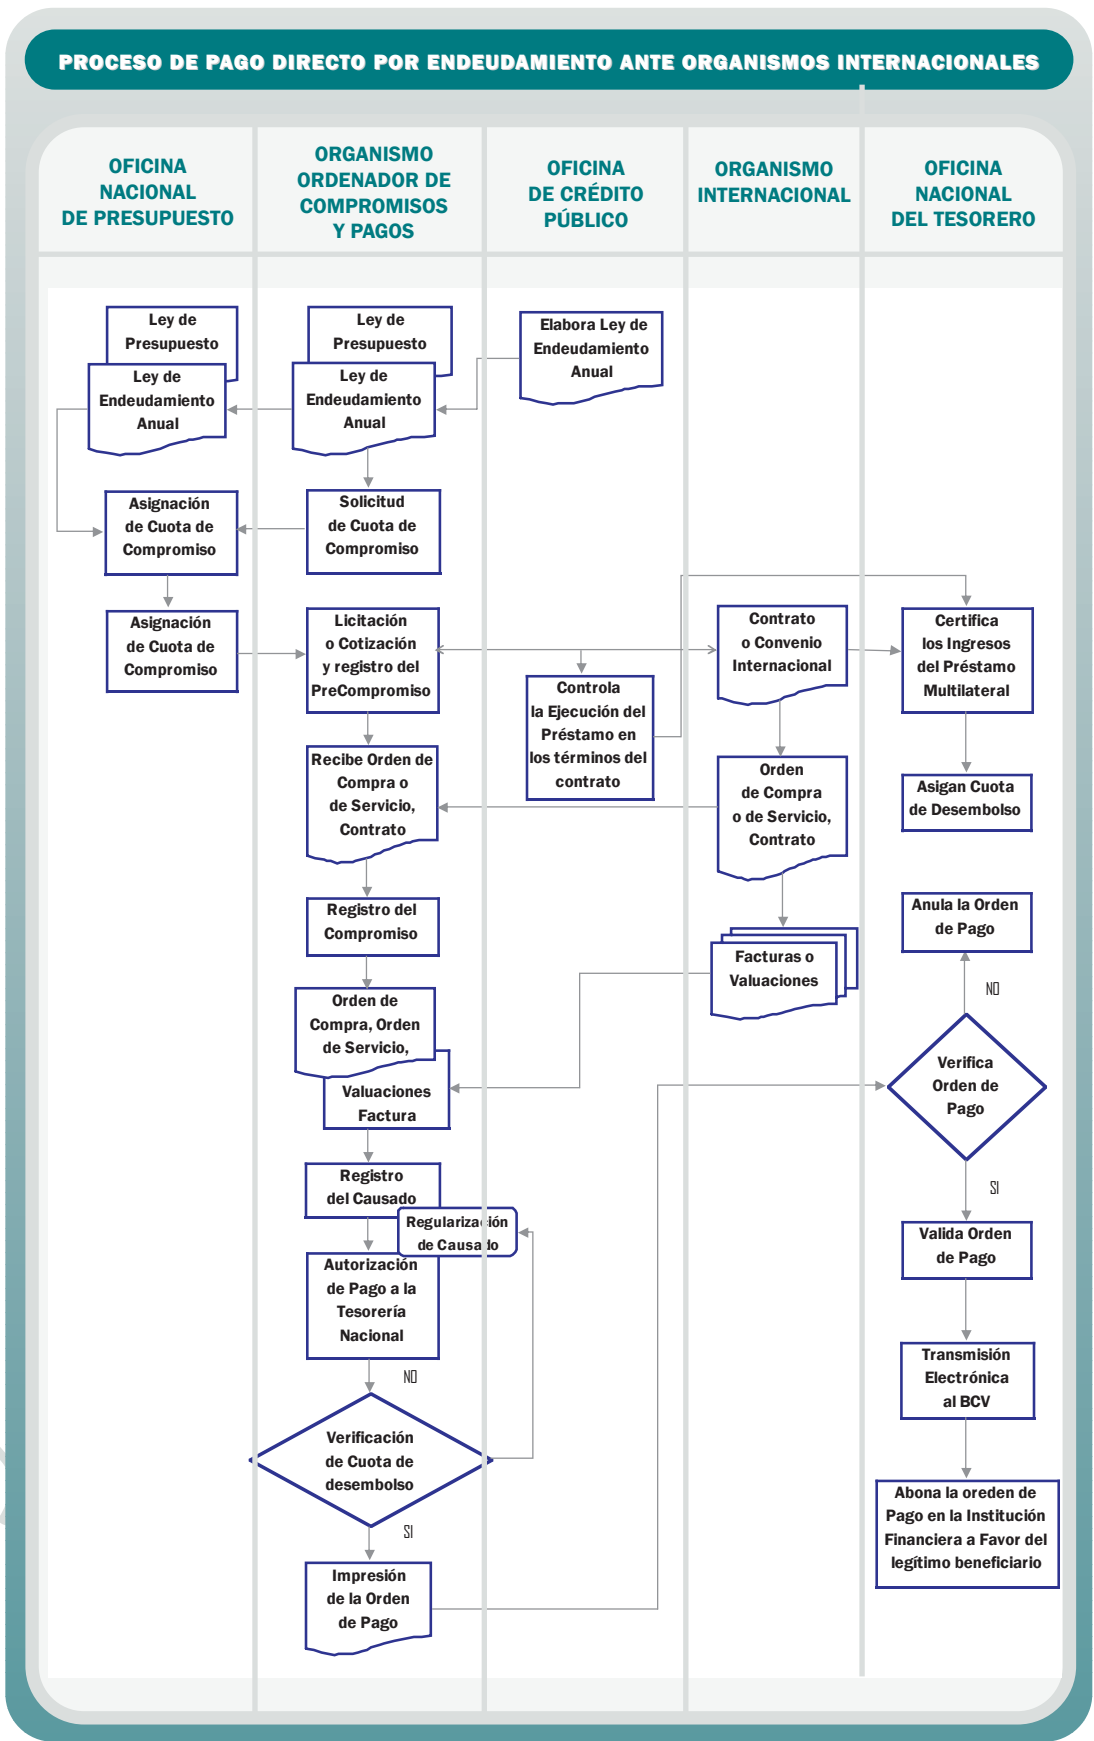 PROCESO DE PAGO DIRECTO POR ENDEUDAMIENTO ANTE ORGANISMOS INTERNACIONALES
OFICINA
NACIONAL
DE PRESUPUESTO
ORGANISMO
ORDENADOR DE
COMPROMISOS
Y PAGOS
OFICINA
DE CRÉDITO
PÚBLICO
ORGANISMO
INTERNACIONAL
OFICINA
NACIONAL
DEL TESORERO
Ley de
Presupuesto
Ley de
Endeudamiento
Anual
Ley de
Presupuesto
Ley de
Endeudamiento
Anual
Elabora Ley de
Endeudamiento
Anual
Asignación
de Cuota de
Compromiso
Solicitud
de Cuota de
Compromiso
Asignación
de Cuota de
Compromiso
Licitación
o Cotización
y registro del
PreCompromiso
Controla
la Ejecución del
Préstamo en
los términos del
contrato
Contrato
o Convenio
Internacional
Certifica
los Ingresos
del Préstamo
Multilateral
Recibe Orden de
Compra o
de Servicio,
Contrato
Orden
de Compra
o de Servicio,
Contrato
Asigan Cuota
de Desembolso
Registro del
Compromiso
Facturas o
Valuaciones
Anula la Orden
de Pago
NO
Orden de
Compra, Orden
de Servicio,
Valuaciones
Factura
Verifica
Orden de
Pago
SI
Registro
del Causado
Regularización
de Causado
Autorización
de Pago a la
Tesorería
Nacional
NO
Valida Orden
de Pago
Transmisión
Electrónica
al BCV
Verificación
de Cuota de
desembolso
SI
Impresión
de la Orden
de Pago
Abona la oreden de
Pago en la Institución
Financiera a Favor del
legítimo beneficiario